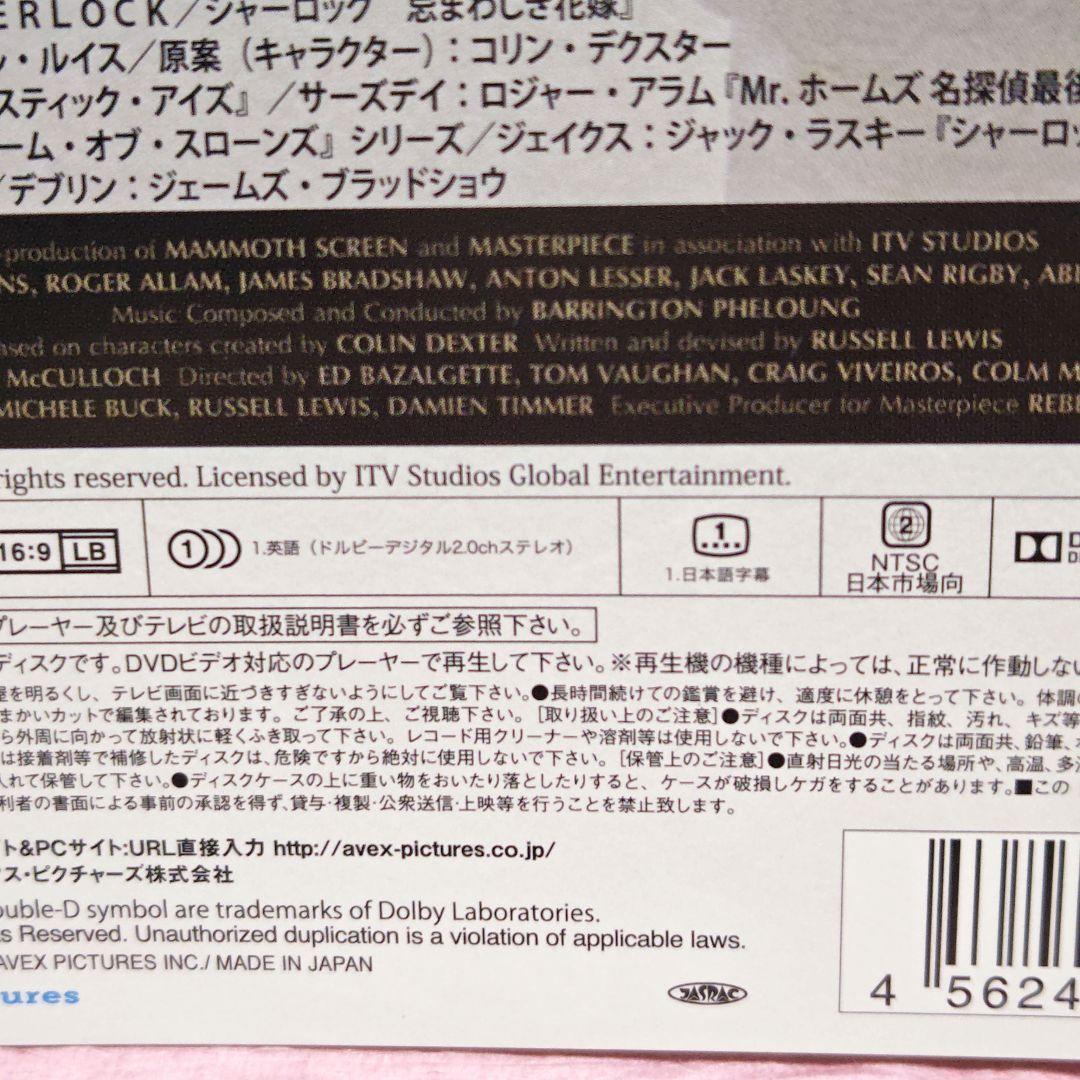 ERLOCK/シャーロック 忌まわしき花嫁』
・ルイス/原案(キャラクター):コリン・デクスター
スティック・アイズ』/サーズデイ:ロジャー・アラム『Mr.ホームズ 名探偵最後
ーム・オブ・スローンズ』シリーズ/ジェイクス:ジャック・ラスキー『シャーロッ
/デブリン:ジェームズ・ブラッドショウ
-production of MAMMOTH SCREEN and MASTERPIECE in association with ITV STUDIOS
NS, ROGER ALLAM, JAMES BRADSHAW, ANTON LESSER, JACK LASKEY, SEAN RIGBY, AB
Music Composed and Conducted by BARRINGTON PHELOUNG
ased on characters created by COLIN DEXTER Written and devised by RUSSELL LEWIS
McCULLOCH Directed by ED BAZALGETTE, TOM VAUGHAN, CRAIG VIVEIROS, COLM M
MICHELE BUCK, RUSSELL LEWIS, DAMIEN TIMMER Executive Producer for Masterpiece REB
rights reserved. Licensed by ITV Studios Global Entertainment.
16:9 LB
1 1.英語(ドルビーデジタル2.0chステレオ)
1 1.日本語字幕
2 NTSC 日本市場向
プレーヤー及びテレビの取扱説明書を必ずご参照下さい。
ディスクです。DVDビデオ対応のプレーヤーで再生して下さい。※再生機の機種によっては、正常に作動しない
を明るくし、テレビ画面に近づきすぎないようにしてご覧下さい。●長時間続けての鑑賞を避け、適度に休憩をとって下さい。体調
まかいカットで編集されております。ご了承の上、ご視聴下さい。[取り扱い上のご注意]●ディスクは両面共、指紋、汚れ、キズ等
ら外周に向かって放射状に軽くふき取って下さい。レコード用クリーナーや溶剤等は使用しないで下さい。●ディスクは両面共、鉛筆、
は接着剤等で補修したディスクは、危険ですから絶対に使用しないで下さい。[保管上のご注意]●直射日光の当たる場所や、高温、多
入れて保管して下さい。●ディスクケースの上に重い物をおいたり落としたりすると、ケースが破損しケガをすることがあります。■この
利者の書面による事前の承認を得ず、貸与・複製・公衆送信・上映等を行うことを禁止致します。
ト&PCサイト:URL直接入力 http://avex-pictures.co.jp/
ス・ピクチャーズ株式会社
ouble-D symbol are trademarks of Dolby Laboratories.
s Reserved. Unauthorized duplication is a violation of applicable laws.
AVEX PICTURES INC./ MADE IN JAPAN
ures
JASRAC
4 5624